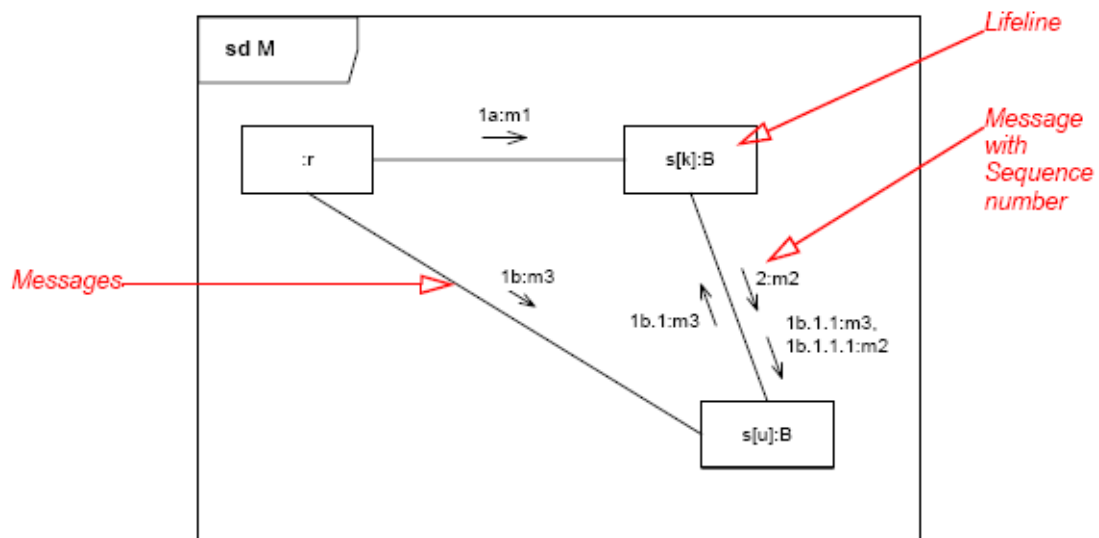 sd M
Lifeline
1a:m1
Message
with
Sequence
number
:r
s[k]:B
Messages
1b:m3
2:m2
1b.1:m3
1b.1.1:m3,
1b.1.1.1:m2
s[u]:B